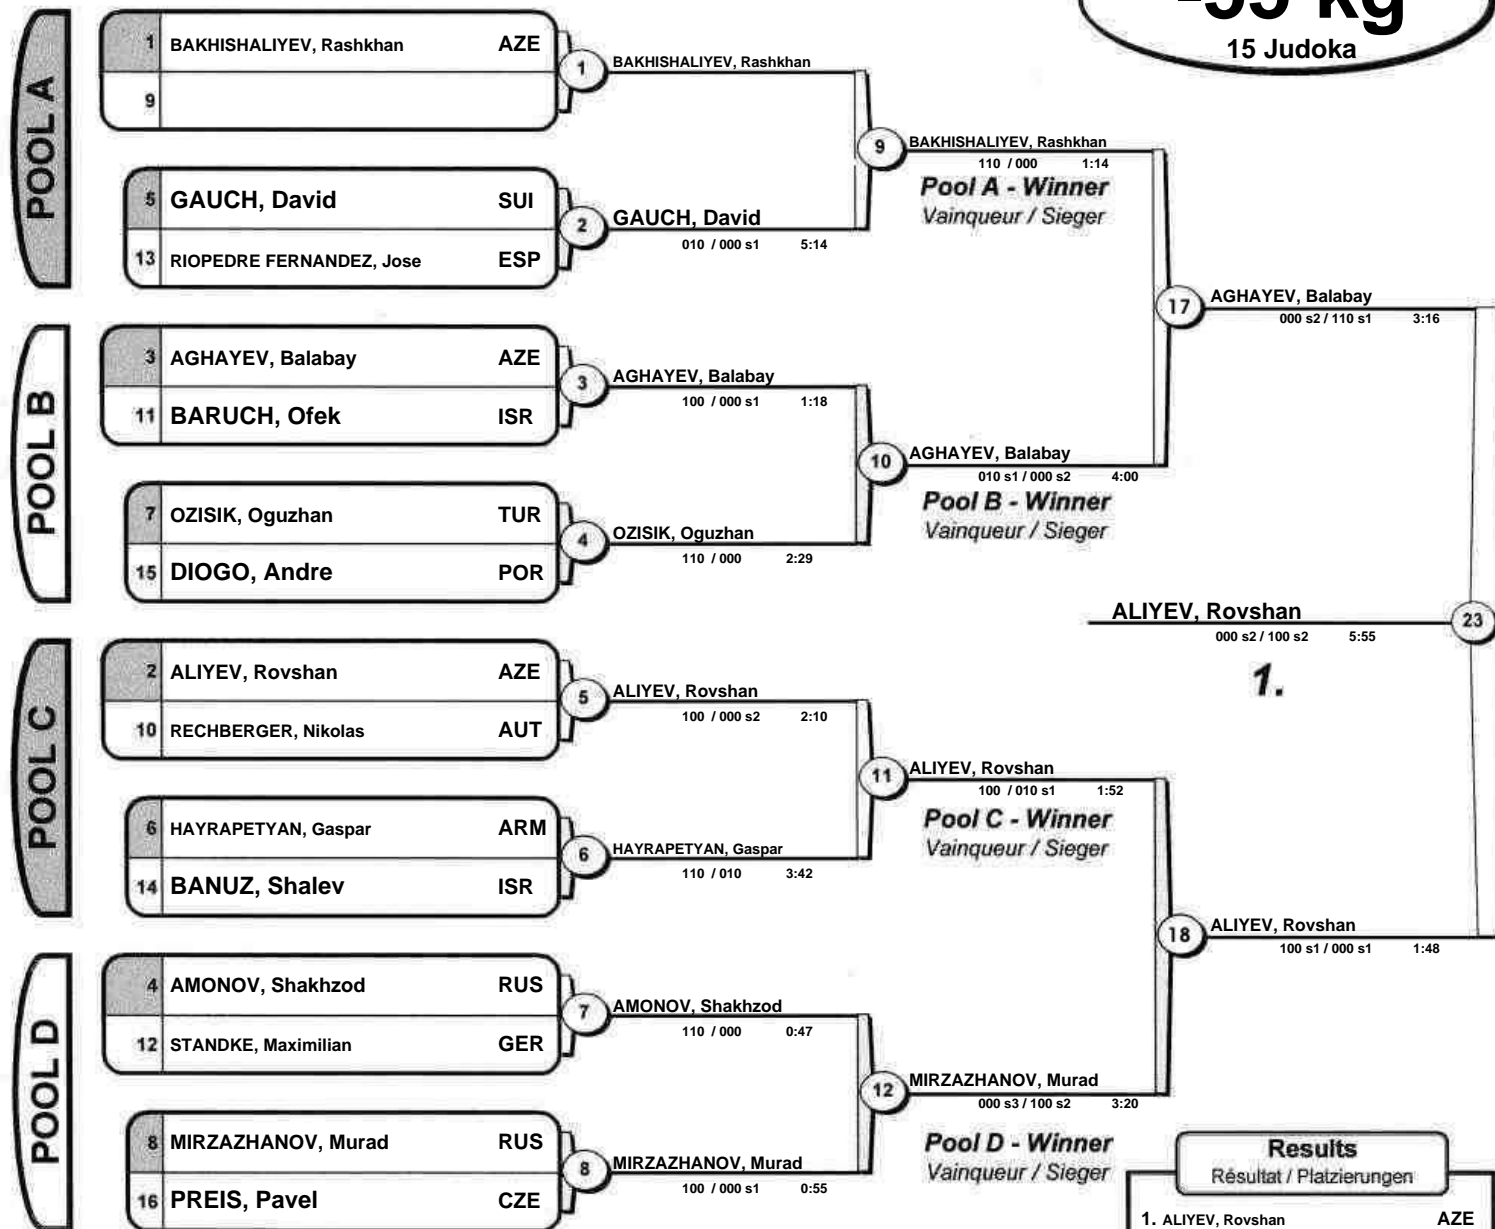 -55 kg
15 Judoka
POOL A
1 BAKHISHALIYEV, Rashkhan AZE
9
1 BAKHISHALIYEV, Rashkhan
5 GAUCH, David SUI
13 RIOPEDRE FERNANDEZ, Jose ESP
2 GAUCH, David
010 / 000 s1 5:14
9 BAKHISHALIYEV, Rashkhan
110 / 000 1:14
Pool A - Winner
Vainqueur / Sieger
POOL B
3 AGHAYEV, Balabay AZE
11 BARUCH, Ofek ISR
3 AGHAYEV, Balabay
100 / 000 s1 1:18
7 OZISIK, Oguzhan TUR
15 DIOGO, Andre POR
4 OZISIK, Oguzhan
110 / 000 2:29
10 AGHAYEV, Balabay
010 s1 / 000 s2 4:00
Pool B - Winner
Vainqueur / Sieger
17 AGHAYEV, Balabay
000 s2 / 110 s1 3:16
ALIYEV, Rovshan 23
000 s2 / 100 s2 5:55
1.
POOL C
2 ALIYEV, Rovshan AZE
10 RECHBERGER, Nikolas AUT
5 ALIYEV, Rovshan
100 / 000 s2 2:10
6 HAYRAPETYAN, Gaspar ARM
14 BANUZ, Shalev ISR
6 HAYRAPETYAN, Gaspar
110 / 010 3:42
11 ALIYEV, Rovshan
100 / 010 s1 1:52
Pool C - Winner
Vainqueur / Sieger
POOL D
4 AMONOV, Shakhzod RUS
12 STANDKE, Maximilian GER
7 AMONOV, Shakhzod
110 / 000 0:47
8 MIRZAZHANOV, Murad RUS
16 PREIS, Pavel CZE
8 MIRZAZHANOV, Murad
100 / 000 s1 0:55
12 MIRZAZHANOV, Murad
000 s3 / 100 s2 3:20
Pool D - Winner
Vainqueur / Sieger
18 ALIYEV, Rovshan
100 s1 / 000 s1 1:48
Results
Résultat / Platzierungen
1. ALIYEV, Rovshan AZE